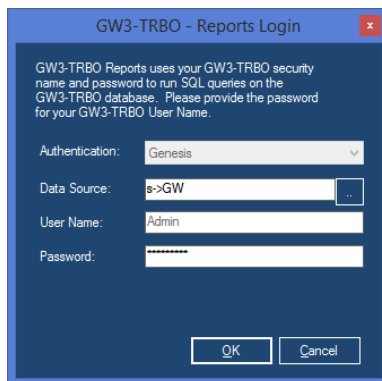 GW3-TRBO - Reports Login
x
GW3-TRBO Reports uses your GW3-TRBO security
name and password to run SQL queries on the
GW3-TRBO database. Please provide the password
for your GW3-TRBO User Name.
Authentication: Genesis
Data Source: s->GW ..
User Name: Admin
Password: *********
OK Cancel